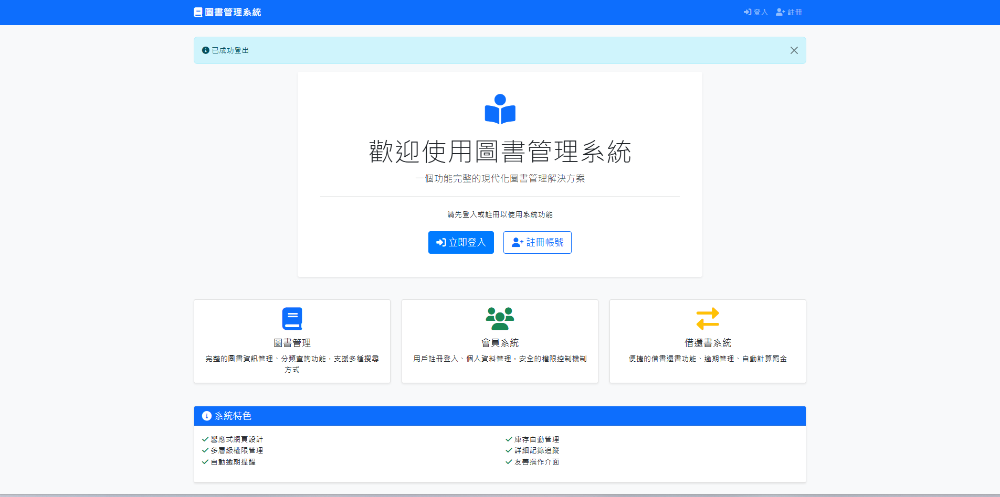 圖書管理系統
登入 註冊
已成功登出
歡迎使用圖書管理系統
一個功能完整的現代化圖書管理解決方案
請先登入或註冊以使用系統功能
立即登入 註冊帳號
圖書管理
完整的圖書資訊管理、分類查詢功能，支援多種搜尋
方式
會員系統
用戶註冊登入、個人資料管理，安全的權限控制機制
借還書系統
便捷的借書還書功能、逾期管理、自動計算罰金
系統特色
響應式網頁設計
多層級權限管理
自動逾期提醒
庫存自動管理
詳細記錄追蹤
友善操作介面